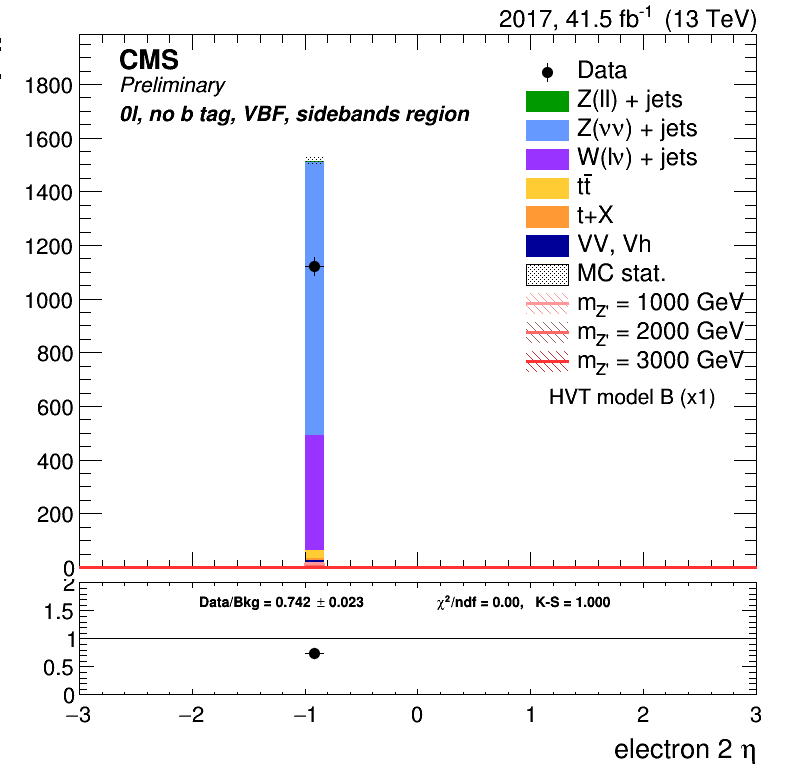 2017, 41.5 fb⁻¹ (13 TeV)
CMS
Preliminary
0l, no b tag, VBF, sidebands region
Data
Z(ll) + jets
Z(νν) + jets
W(lν) + jets
tt̄
t+X
VV, Vh
MC stat.
m_Z' = 1000 GeV
m_Z' = 2000 GeV
m_Z' = 3000 GeV
HVT model B (x1)
1800
1600
1400
1200
1000
800
600
400
200
0
Data/Bkg = 0.742 ± 0.023 χ²/ndf = 0.00, K-S = 1.000
2
1.5
1
0.5
0
−3 −2 −1 0 1 2 3
electron 2 η